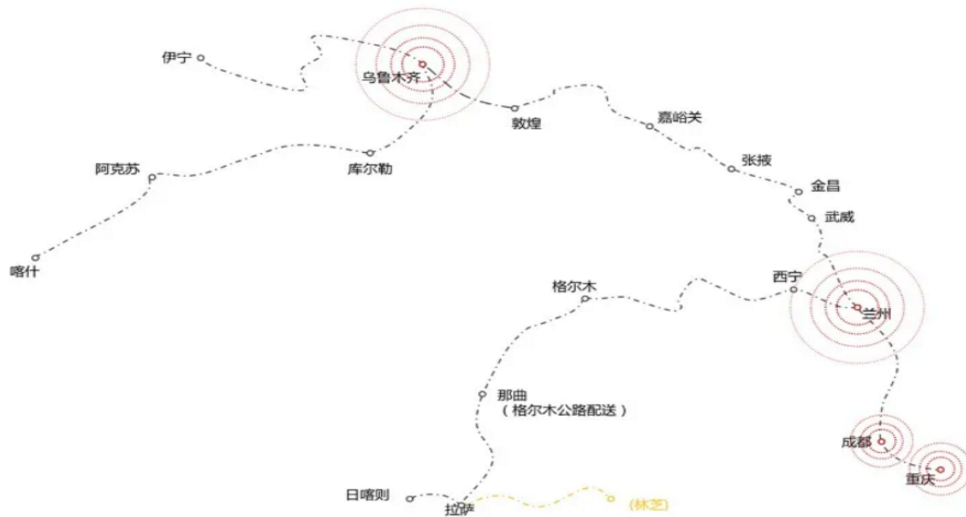 伊宁
乌鲁木齐
敦煌
嘉峪关
张掖
金昌
武威
阿克苏
库尔勒
喀什
格尔木
西宁
兰州
那曲
（格尔木公路配送）
成都
重庆
日喀则
拉萨
(林芝)